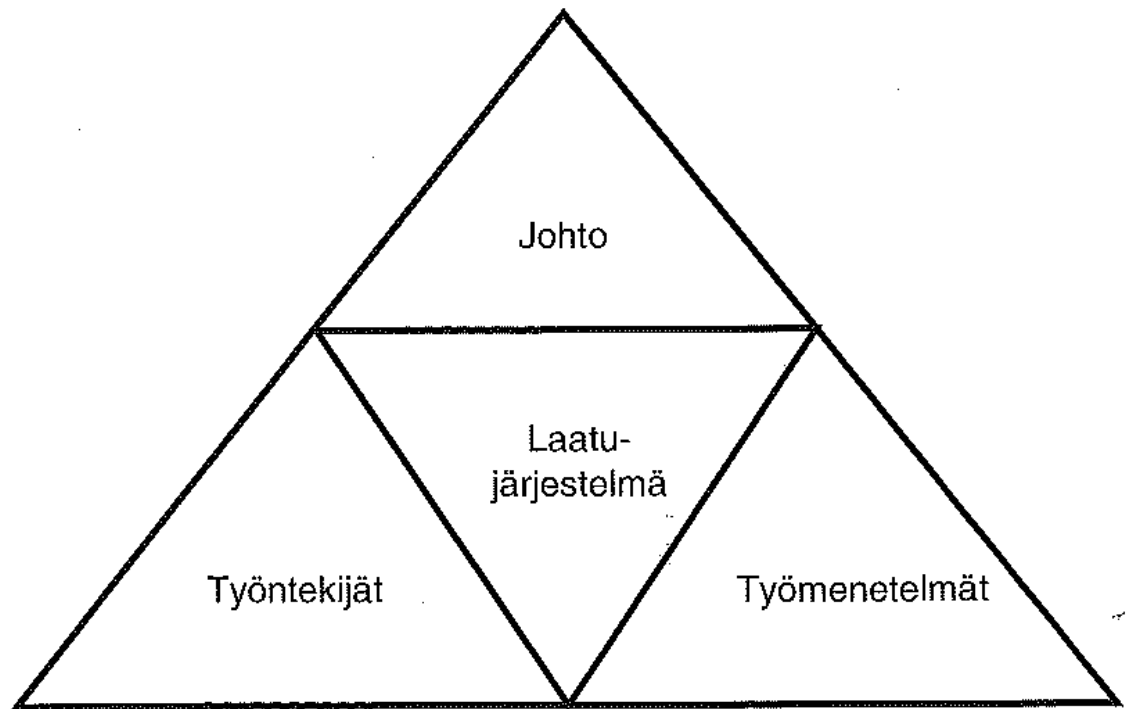 Johto
Laatu-
järjestelmä
Työntekijät
Työmenetelmät